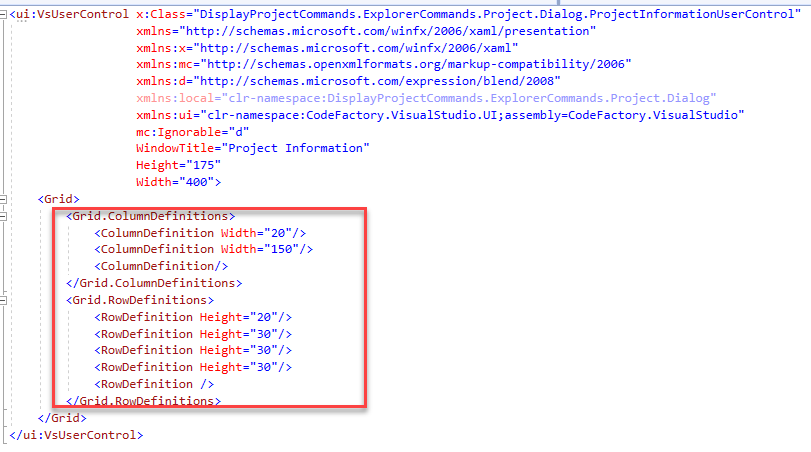 <ui:VsUserControl x:Class="DisplayProjectCommands.ExplorerCommands.Project.Dialog.ProjectInformationUserControl"
xmlns="http://schemas.microsoft.com/winfx/2006/xaml/presentation"
xmlns:x="http://schemas.microsoft.com/winfx/2006/xaml"
xmlns:mc="http://schemas.openxmlformats.org/markup-compatibility/2006"
xmlns:d="http://schemas.microsoft.com/expression/blend/2008"
xmlns:local="clr-namespace:DisplayProjectCommands.ExplorerCommands.Project.Dialog"
xmlns:ui="clr-namespace:CodeFactory.VisualStudio.UI;assembly=CodeFactory.VisualStudio"
mc:Ignorable="d"
WindowTitle="Project Information"
Height="175"
Width="400">
<Grid>
<Grid.ColumnDefinitions>
<ColumnDefinition Width="20"/>
<ColumnDefinition Width="150"/>
<ColumnDefinition/>
</Grid.ColumnDefinitions>
<Grid.RowDefinitions>
<RowDefinition Height="20"/>
<RowDefinition Height="30"/>
<RowDefinition Height="30"/>
<RowDefinition Height="30"/>
<RowDefinition />
</Grid.RowDefinitions>
</Grid>
</ui:VsUserControl>